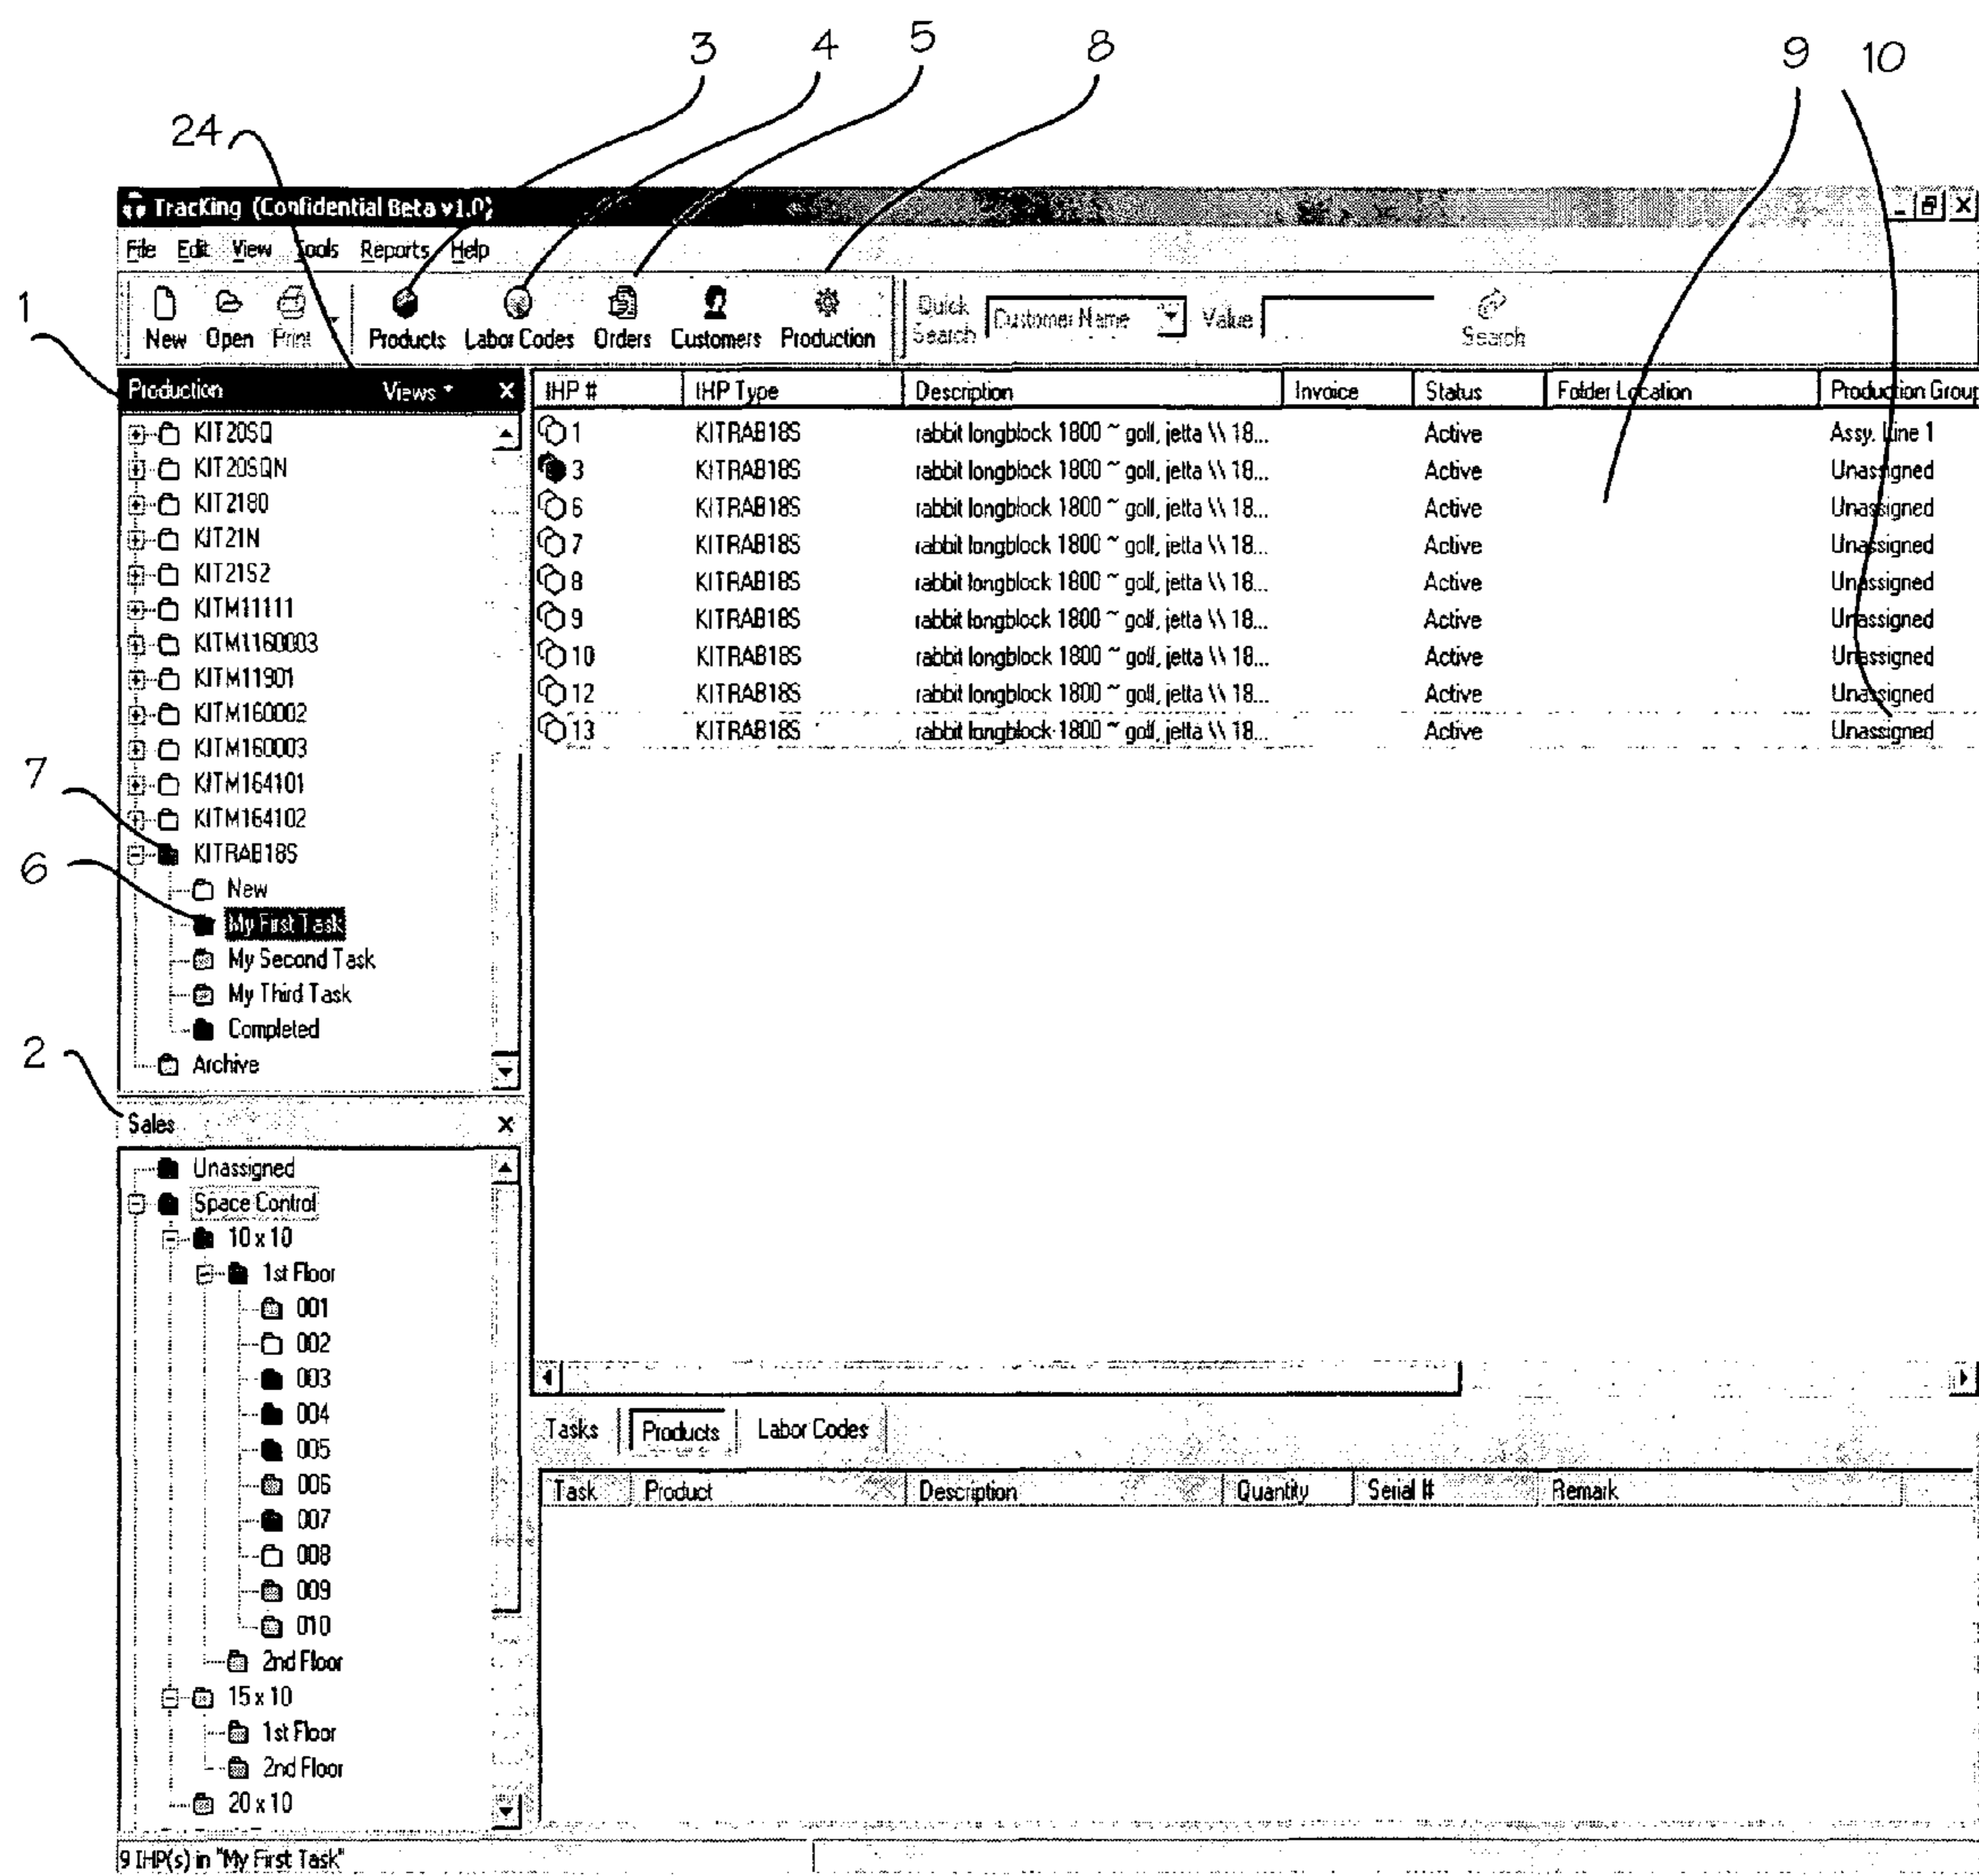 3 4 5 8 9 10
24
TracKing (Confidential Beta v1.0)
File Edit View Tools Reports Help
1
New Open Print Products Labor Codes Orders Customers Production Quick Search Customer Name Value Search
Production Views
IHP # IHP Type Description Invoice Status Folder Location Production Group
KIT20SQ
KIT20SQN
KIT2180
KIT21N
KIT21S2
KITM11111
KITM1160003
KITM11901
KITM160002
KITM160003
KITM164101
KITM164102
KITRAB18S
New
My First Task
My Second Task
My Third Task
Completed
Archive
7
6
2
1 KITRAB18S rabbit longblock 1800 ~ golf, jetta \\ 18... Active Assy. Line 1
3 KITRAB18S rabbit longblock 1800 ~ golf, jetta \\ 18... Active Unassigned
6 KITRAB18S rabbit longblock 1800 ~ golf, jetta \\ 18... Active Unassigned
7 KITRAB18S rabbit longblock 1800 ~ golf, jetta \\ 18... Active Unassigned
8 KITRAB18S rabbit longblock 1800 ~ golf, jetta \\ 18... Active Unassigned
9 KITRAB18S rabbit longblock 1800 ~ golf, jetta \\ 18... Active Unassigned
10 KITRAB18S rabbit longblock 1800 ~ golf, jetta \\ 18... Active Unassigned
12 KITRAB18S rabbit longblock 1800 ~ golf, jetta \\ 18... Active Unassigned
13 KITRAB18S rabbit longblock 1800 ~ golf, jetta \\ 18... Active Unassigned
Sales
Unassigned
Space Control
10 x 10
1st Floor
001
002
003
004
005
006
007
008
009
010
2nd Floor
15 x 10
1st Floor
2nd Floor
20 x 10
Tasks Products Labor Codes
Task Product Description Quantity Serial # Remark
9 IHP(s) in "My First Task"